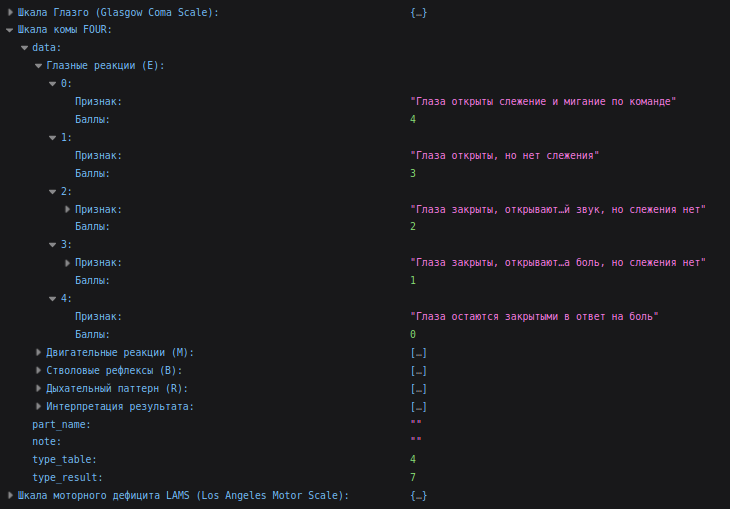 Шкала Глазго (Glasgow Coma Scale): {…}
Шкала комы FOUR:
data:
Глазные реакции (E):
0:
Признак: "Глаза открыты слежение и мигание по команде"
Баллы: 4
1:
Признак: "Глаза открыты, но нет слежения"
Баллы: 3
2:
Признак: "Глаза закрыты, открывают…й звук, но слежения нет"
Баллы: 2
3:
Признак: "Глаза закрыты, открывают…а боль, но слежения нет"
Баллы: 1
4:
Признак: "Глаза остаются закрытыми в ответ на боль"
Баллы: 0
Двигательные реакции (M): […]
Стволовые рефлексы (B): […]
Дыхательный паттерн (R): […]
Интерпретация результата: […]
part_name: ""
note: ""
type_table: 4
type_result: 7
Шкала моторного дефицита LAMS (Los Angeles Motor Scale): {…}